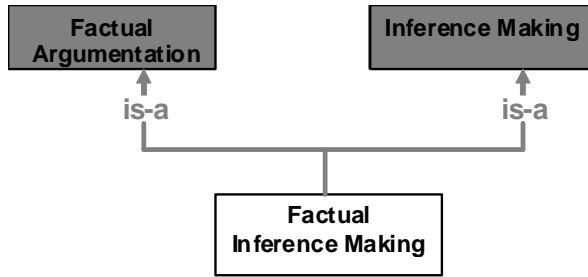 Factual
Argumentation
Inference Making
is-a
is-a
Factual
Inference Making